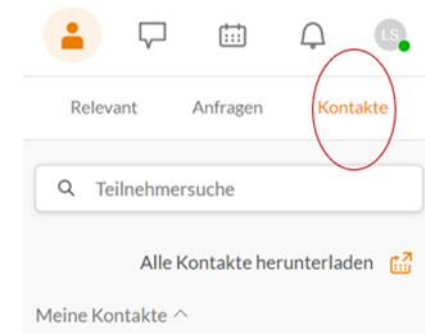 LS
Relevant Anfragen Kontakte
Teilnehmersuche
Alle Kontakte herunterladen
Meine Kontakte